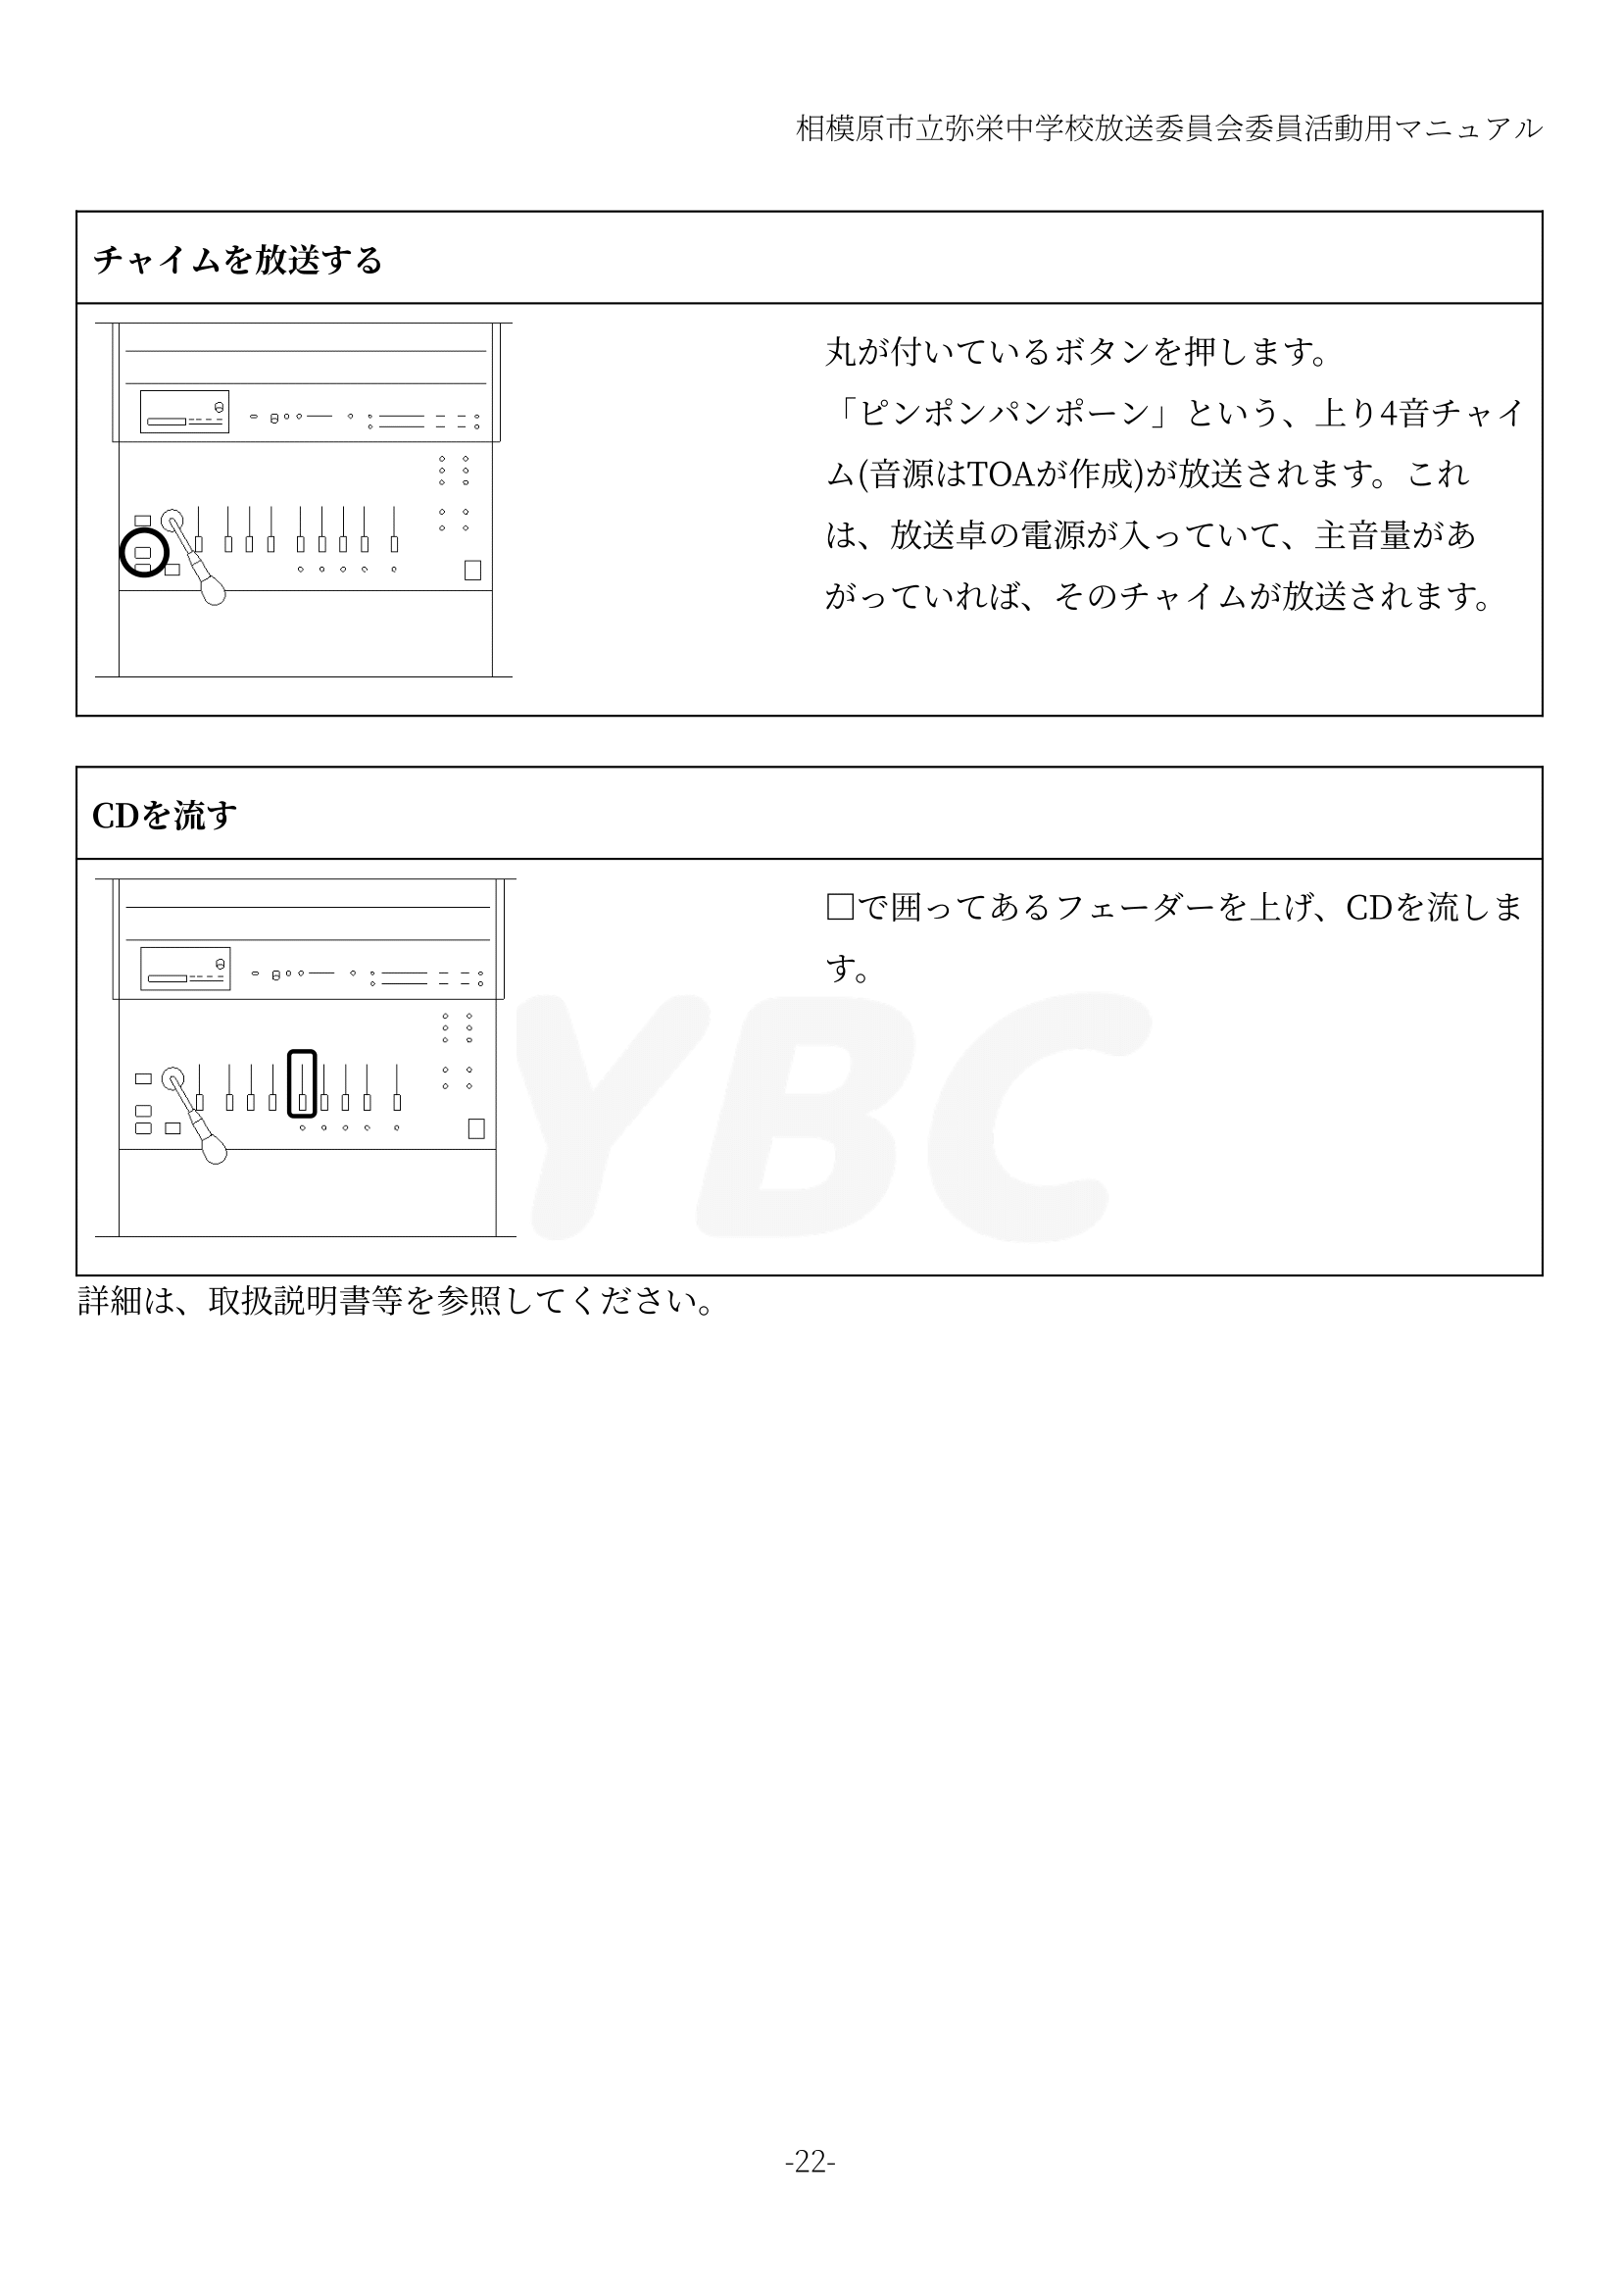 相模原市立弥栄中学校放送委員会委員活動用マニュアル
チャイムを放送する
丸が付いているボタンを押します。
「ピンポンパンポーン」という、上り4音チャイ
ム(音源はTOAが作成)が放送されます。これ
は、放送卓の電源が入っていて、主音量があ
がっていれば、そのチャイムが放送されます。
CDを流す
□で囲ってあるフェーダーを上げ、CDを流しま
す。
YBC
詳細は、取扱説明書等を参照してください。
-22-